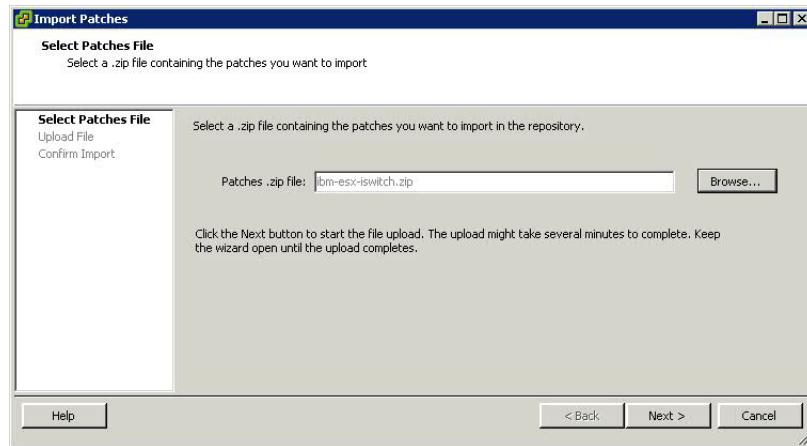 Import Patches
Select Patches File
Select a .zip file containing the patches you want to import
Select Patches File
Upload File
Confirm Import
Select a .zip file containing the patches you want to import in the repository.
Patches .zip file: ibm-esx-iswitch.zip Browse...
Click the Next button to start the file upload. The upload might take several minutes to complete. Keep
the wizard open until the upload completes.
Help < Back Next > Cancel